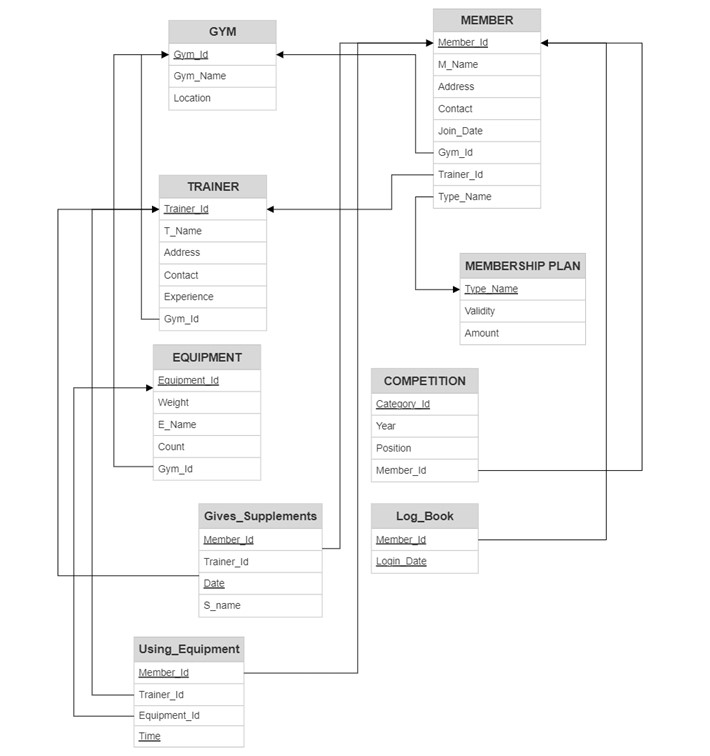 GYM
Gym_Id
Gym_Name
Location
MEMBER
Member_Id
M_Name
Address
Contact
Join_Date
Gym_Id
Trainer_Id
Type_Name
TRAINER
Trainer_Id
T_Name
Address
Contact
Experience
Gym_Id
MEMBERSHIP PLAN
Type_Name
Validity
Amount
EQUIPMENT
Equipment_Id
Weight
E_Name
Count
Gym_Id
COMPETITION
Category_Id
Year
Position
Member_Id
Gives_Supplements
Member_Id
Trainer_Id
Date
S_name
Log_Book
Member_Id
Login_Date
Using_Equipment
Member_Id
Trainer_Id
Equipment_Id
Time